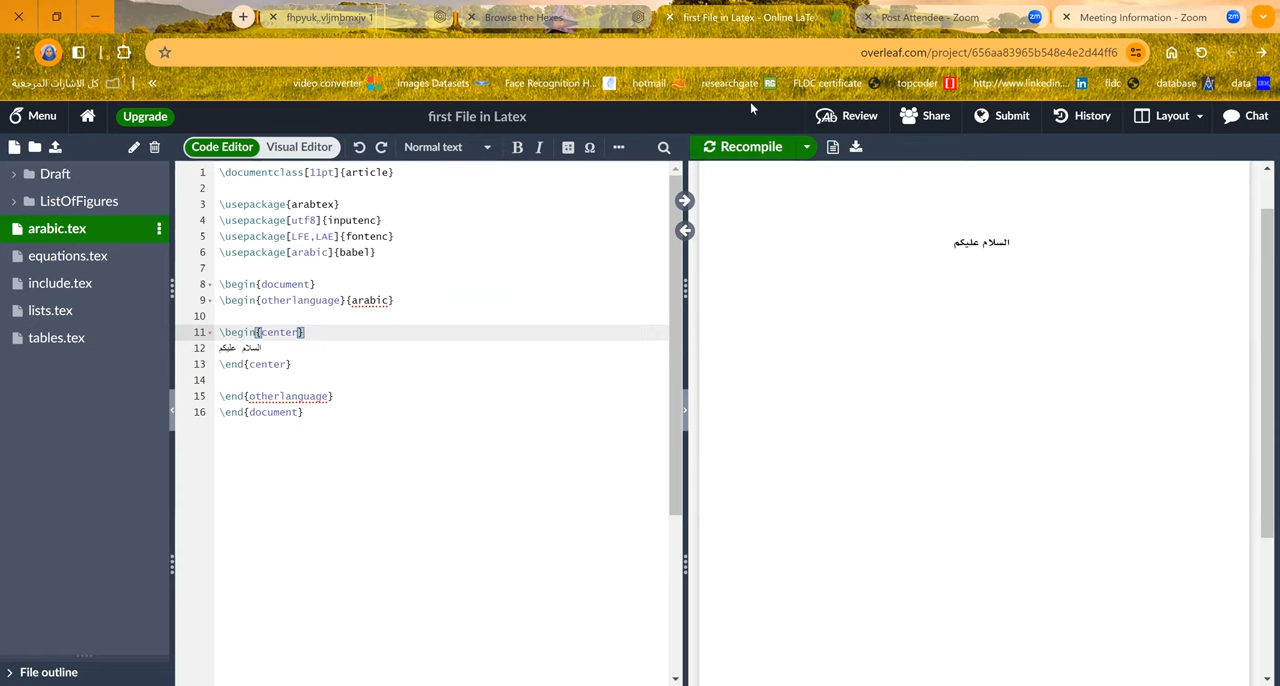 fhpyuk,,vljmbmxjv 1
Browse the Hexes
first File in Latex - Online LaTe
Post Attendee - Zoom
zm
Meeting Information - Zoom
zm
overleaf.com/project/656aa83965b548e4e2d44ff6
كل الإشارات المرجعية
video converter
Images Datasets
Face Recognition H...
hotmail
researchgate
RG
FLDC certificate
topcoder
http://www.linkedin....
fldc
database
data
IBM
Menu
Upgrade
first File in Latex
Review
Share
Submit
History
Layout
Chat
Code Editor
Visual Editor
Normal text
B
I
Ω
Recompile
Draft
ListOfFigures
arabic.tex
equations.tex
include.tex
lists.tex
tables.tex
File outline
1 \documentclass[11pt]{article}
2
3 \usepackage{arabtex}
4 \usepackage[utf8]{inputenc}
5 \usepackage[LFE,LAE]{fontenc}
6 \usepackage[arabic]{babel}
7
8 \begin{document}
9 \begin{otherlanguage}{arabic}
10
11 \begin{center}
12 السلام عليكم
13 \end{center}
14
15 \end{otherlanguage}
16 \end{document}
السلام عليكم